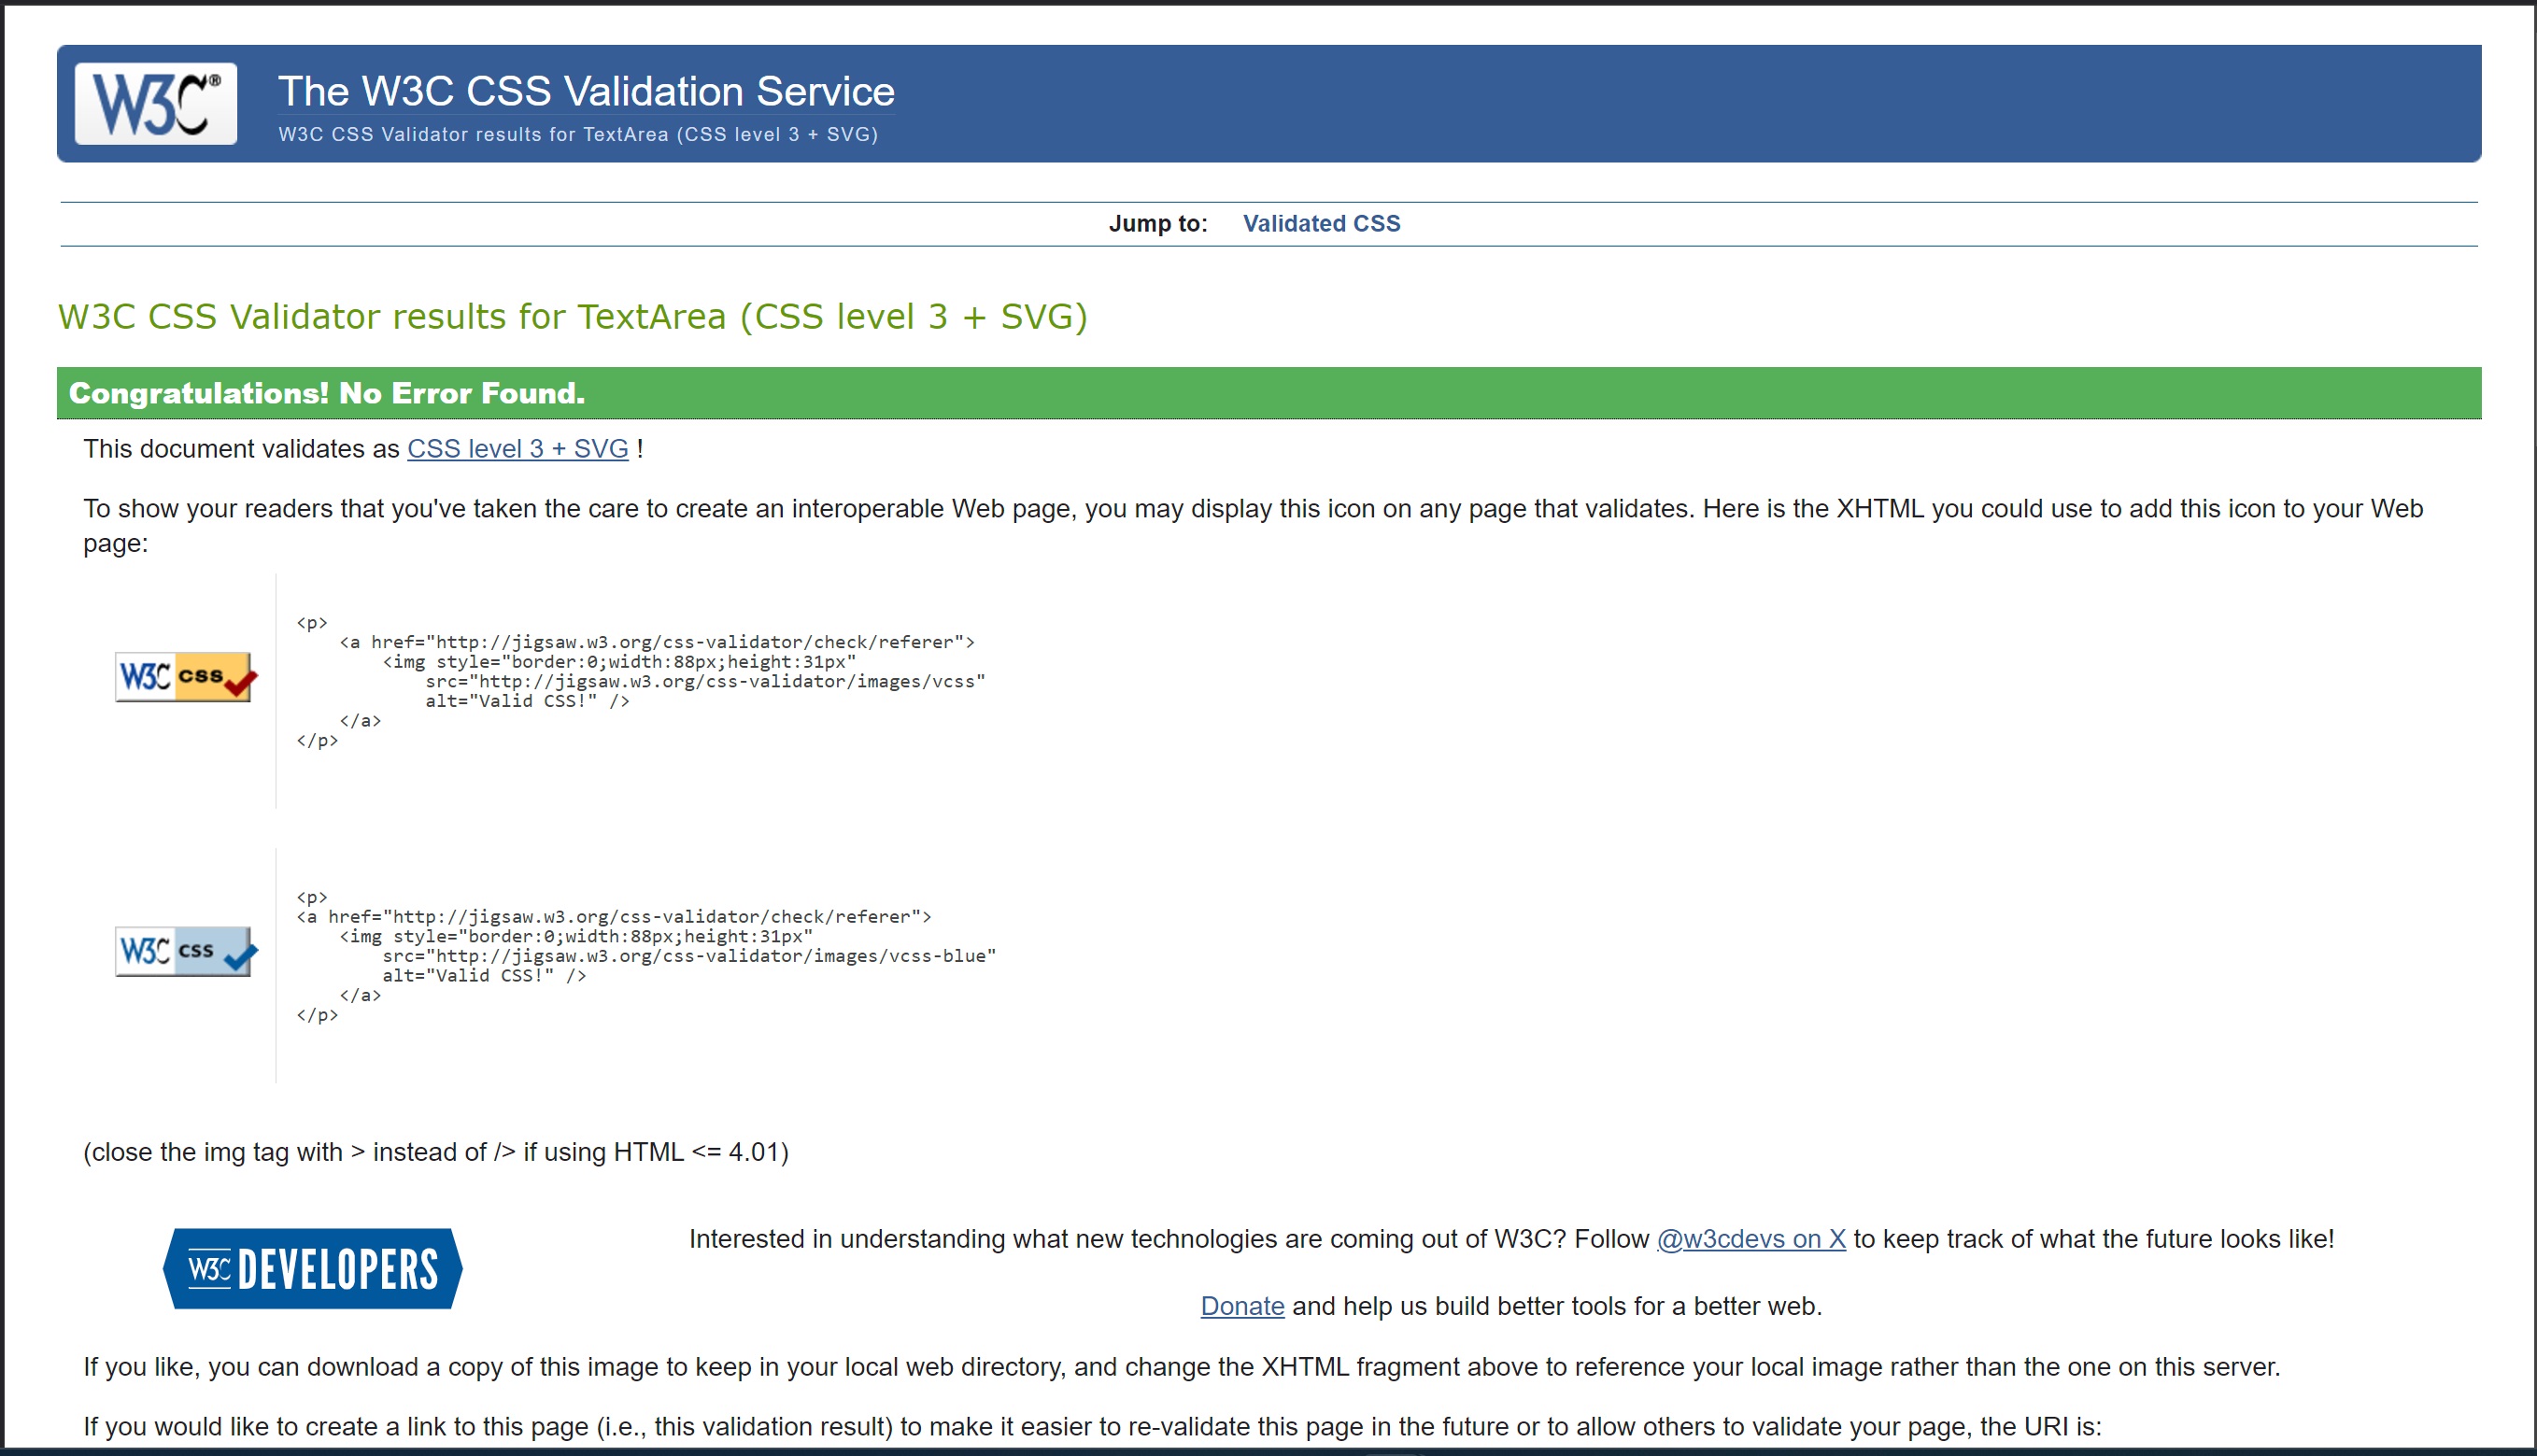 W3C®
The W3C CSS Validation Service
W3C CSS Validator results for TextArea (CSS level 3 + SVG)
Jump to: Validated CSS
W3C CSS Validator results for TextArea (CSS level 3 + SVG)
Congratulations! No Error Found.
This document validates as CSS level 3 + SVG !
To show your readers that you've taken the care to create an interoperable Web page, you may display this icon on any page that validates. Here is the XHTML you could use to add this icon to your Web
page:
W3C css
<p>
    <a href="http://jigsaw.w3.org/css-validator/check/referer">
        <img style="border:0;width:88px;height:31px"
            src="http://jigsaw.w3.org/css-validator/images/vcss"
            alt="Valid CSS!" />
    </a>
</p>
W3C css
<p>
<a href="http://jigsaw.w3.org/css-validator/check/referer">
    <img style="border:0;width:88px;height:31px"
        src="http://jigsaw.w3.org/css-validator/images/vcss-blue"
        alt="Valid CSS!" />
    </a>
</p>
(close the img tag with > instead of /> if using HTML <= 4.01)
W3C DEVELOPERS
Interested in understanding what new technologies are coming out of W3C? Follow @w3cdevs on X to keep track of what the future looks like!
Donate and help us build better tools for a better web.
If you like, you can download a copy of this image to keep in your local web directory, and change the XHTML fragment above to reference your local image rather than the one on this server.
If you would like to create a link to this page (i.e., this validation result) to make it easier to re-validate this page in the future or to allow others to validate your page, the URI is: